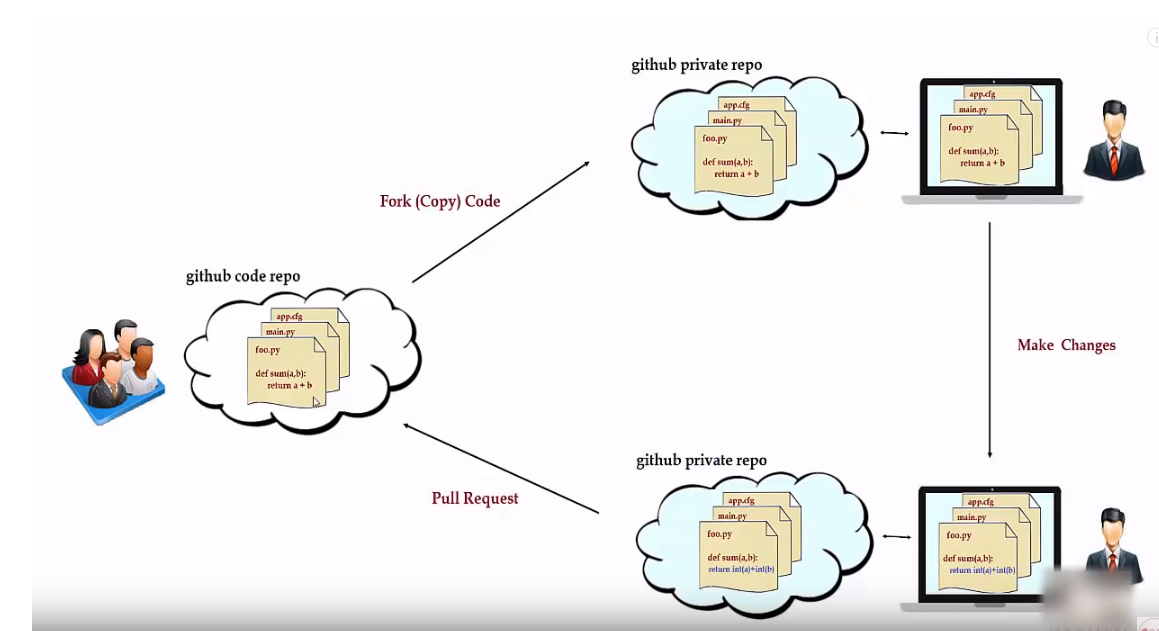 github private repo
app.cfg
main.py
foo.py
def sum(a,b):
return a + b
app.cfg
main.py
foo.py
def sum(a,b):
return a + b
Fork (Copy) Code
github code repo
app.cfg
main.py
foo.py
def sum(a,b):
return a + b
Make Changes
github private repo
app.cfg
main.py
foo.py
def sum(a,b):
return int(a)+int(b)
app.cfg
main.py
foo.py
def sum(a,b):
return int(a)+int(b)
Pull Request